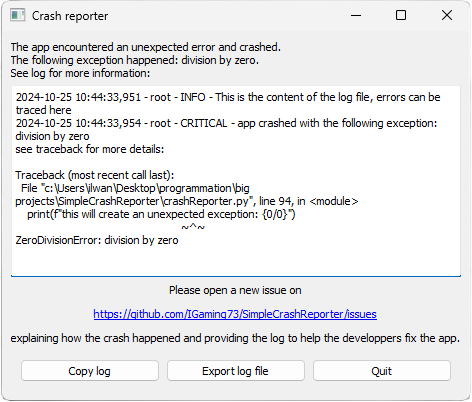 Crash reporter
The app encountered an unexpected error and crashed.
The following exception happened: division by zero.
See log for more information:
2024-10-25 10:44:33,951 - root - INFO - This is the content of the log file, errors can be
traced here
2024-10-25 10:44:33,954 - root - CRITICAL - app crashed with the following exception:
division by zero
see traceback for more details:
Traceback (most recent call last):
File "c:\Users\ilwan\Desktop\programmation\big
projects\SimpleCrashReporter\crashReporter.py", line 94, in <module>
print(f"this will create an unexpected exception: {0/0}")
~^~
ZeroDivisionError: division by zero
Please open a new issue on
https://github.com/IGaming73/SimpleCrashReporter/issues
explaining how the crash happened and providing the log to help the developpers fix the app.
Copy log
Export log file
Quit